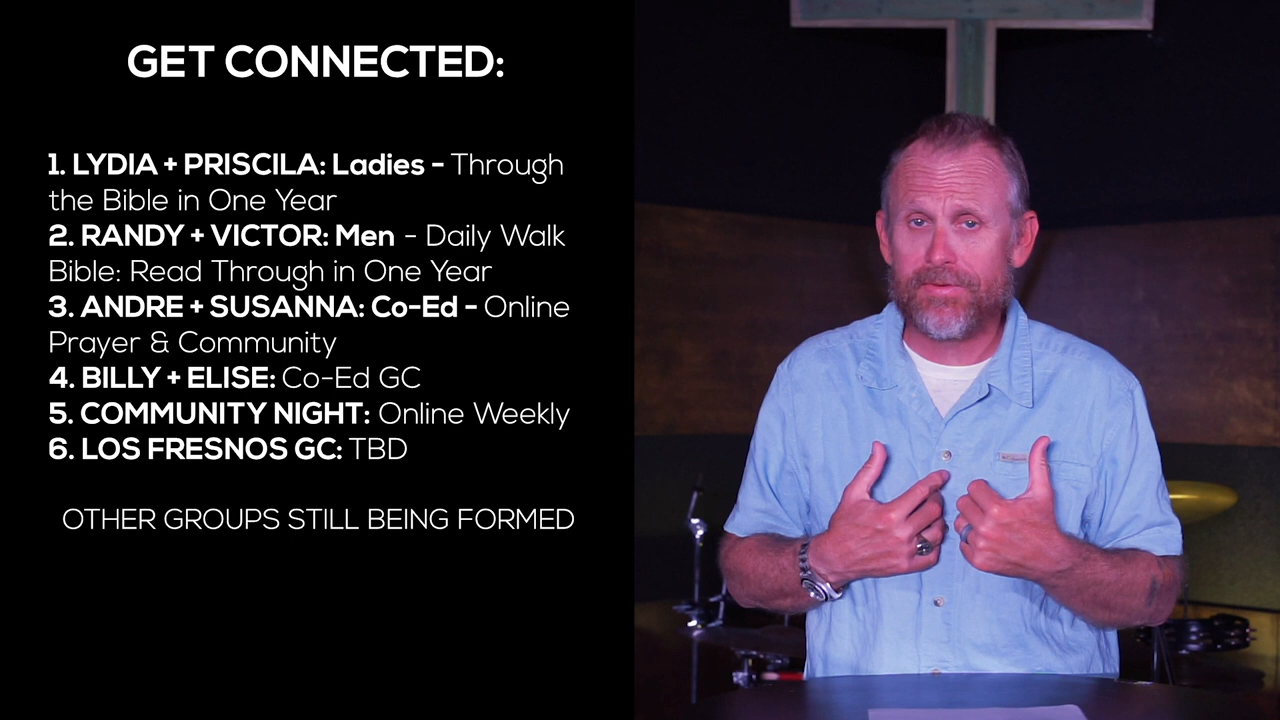 GET CONNECTED:
1. LYDIA + PRISCILA: Ladies - Through
the Bible in One Year
2. RANDY + VICTOR: Men - Daily Walk
Bible: Read Through in One Year
3. ANDRE + SUSANNA: Co-Ed - Online
Prayer & Community
4. BILLY + ELISE: Co-Ed GC
5. COMMUNITY NIGHT: Online Weekly
6. LOS FRESNOS GC: TBD
OTHER GROUPS STILL BEING FORMED